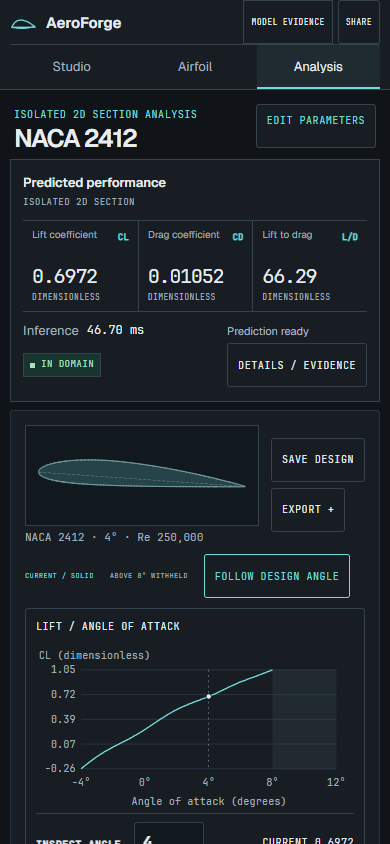 AeroForge
MODEL EVIDENCE
SHARE
Studio
Airfoil
Analysis
ISOLATED 2D SECTION ANALYSIS
NACA 2412
EDIT PARAMETERS
Predicted performance
ISOLATED 2D SECTION
Lift coefficient CL
0.6972
DIMENSIONLESS
Drag coefficient CD
0.01052
DIMENSIONLESS
Lift to drag L/D
66.29
DIMENSIONLESS
Inference 46.70 ms
IN DOMAIN
Prediction ready
DETAILS / EVIDENCE
SAVE DESIGN
EXPORT +
NACA 2412 · 4° · Re 250,000
CURRENT / SOLID
ABOVE 8° WITHHELD
FOLLOW DESIGN ANGLE
LIFT / ANGLE OF ATTACK
CL (dimensionless)
1.05
0.72
0.39
0.07
-0.26
-4° 0° 4° 8° 12°
Angle of attack (degrees)
INSPECT ANGLE
4
CURRENT 0.6972